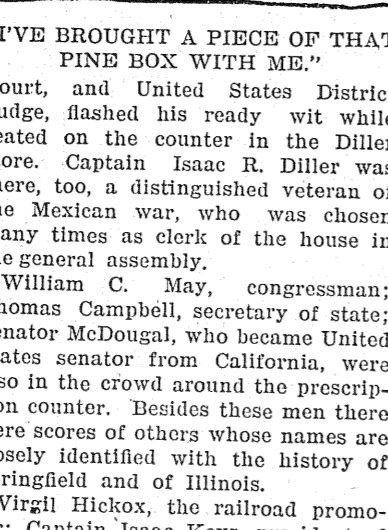 I'VE BROUGHT A PIECE OF THAT
PINE BOX WITH ME."
ourt, and United States Distric
udge, flashed his ready wit while
eated on the counter in the Diller
ore. Captain Isaac R. Diller was
here, too, a distinguished veteran of
he Mexican war, who was chosen
any times as clerk of the house in
he general assembly.
William C. May, congressman;
homas Campbell, secretary of state;
enator McDougal, who became United
ates senator from California, were
so in the crowd around the prescrip-
on counter. Besides these men there
ere scores of others whose names are
osely identified with the history of
ringfield and of Illinois.
Virgil Hickox, the railroad promo-
Captain Isaac